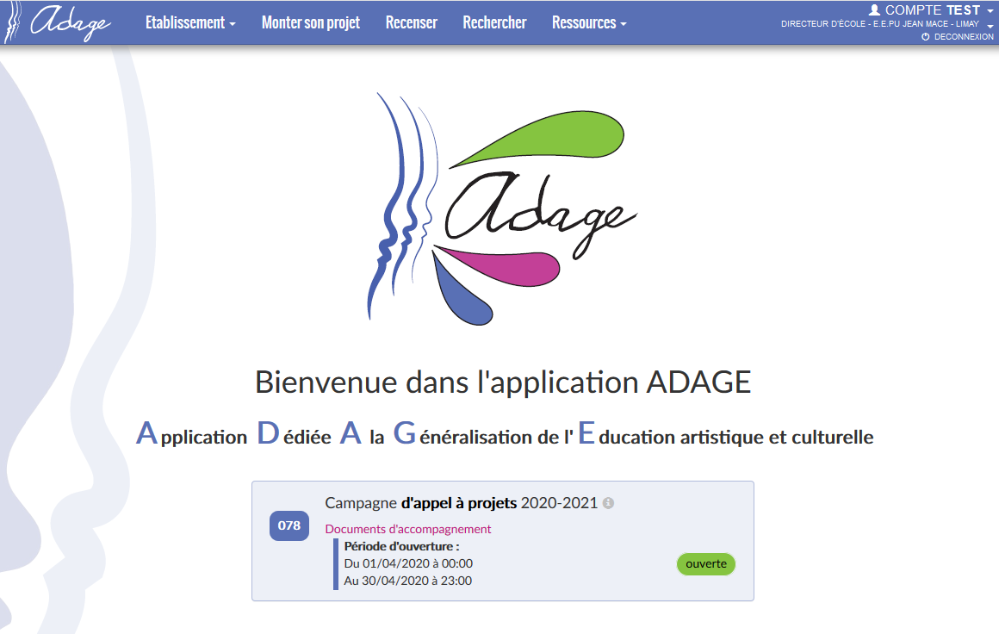 Adage
Etablissement
Monter son projet
Recenser
Rechercher
Ressources
COMPTE TEST
DIRECTEUR D'ÉCOLE - E.E.PU JEAN MACE - LIMAY
DECONNEXION
Adage
Bienvenue dans l'application ADAGE
Application Dédiée A la Généralisation de l' Education artistique et culturelle
Campagne d'appel à projets 2020-2021
078
Documents d'accompagnement
Période d'ouverture :
Du 01/04/2020 à 00:00
ouverte
Au 30/04/2020 à 23:00